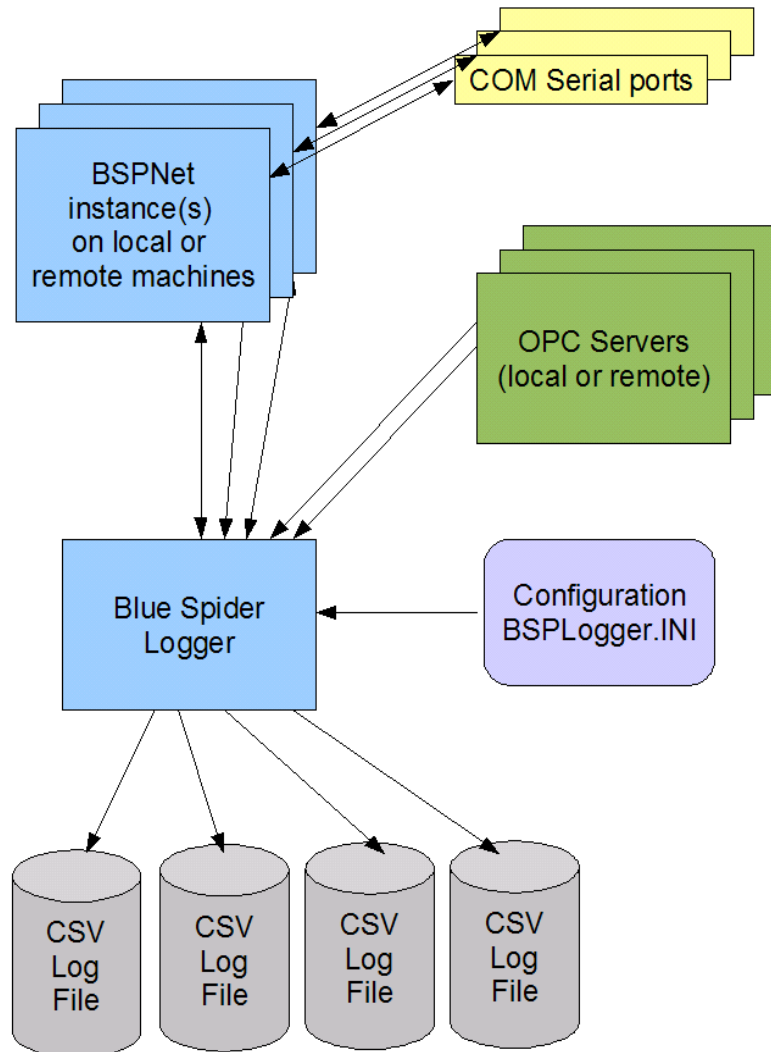 COM Serial ports
BSPNet
instance(s)
on local or
remote machines
OPC Servers
(local or remote)
Blue Spider
Logger
Configuration
BSPLogger.INI
CSV
Log
File
CSV
Log
File
CSV
Log
File
CSV
Log
File